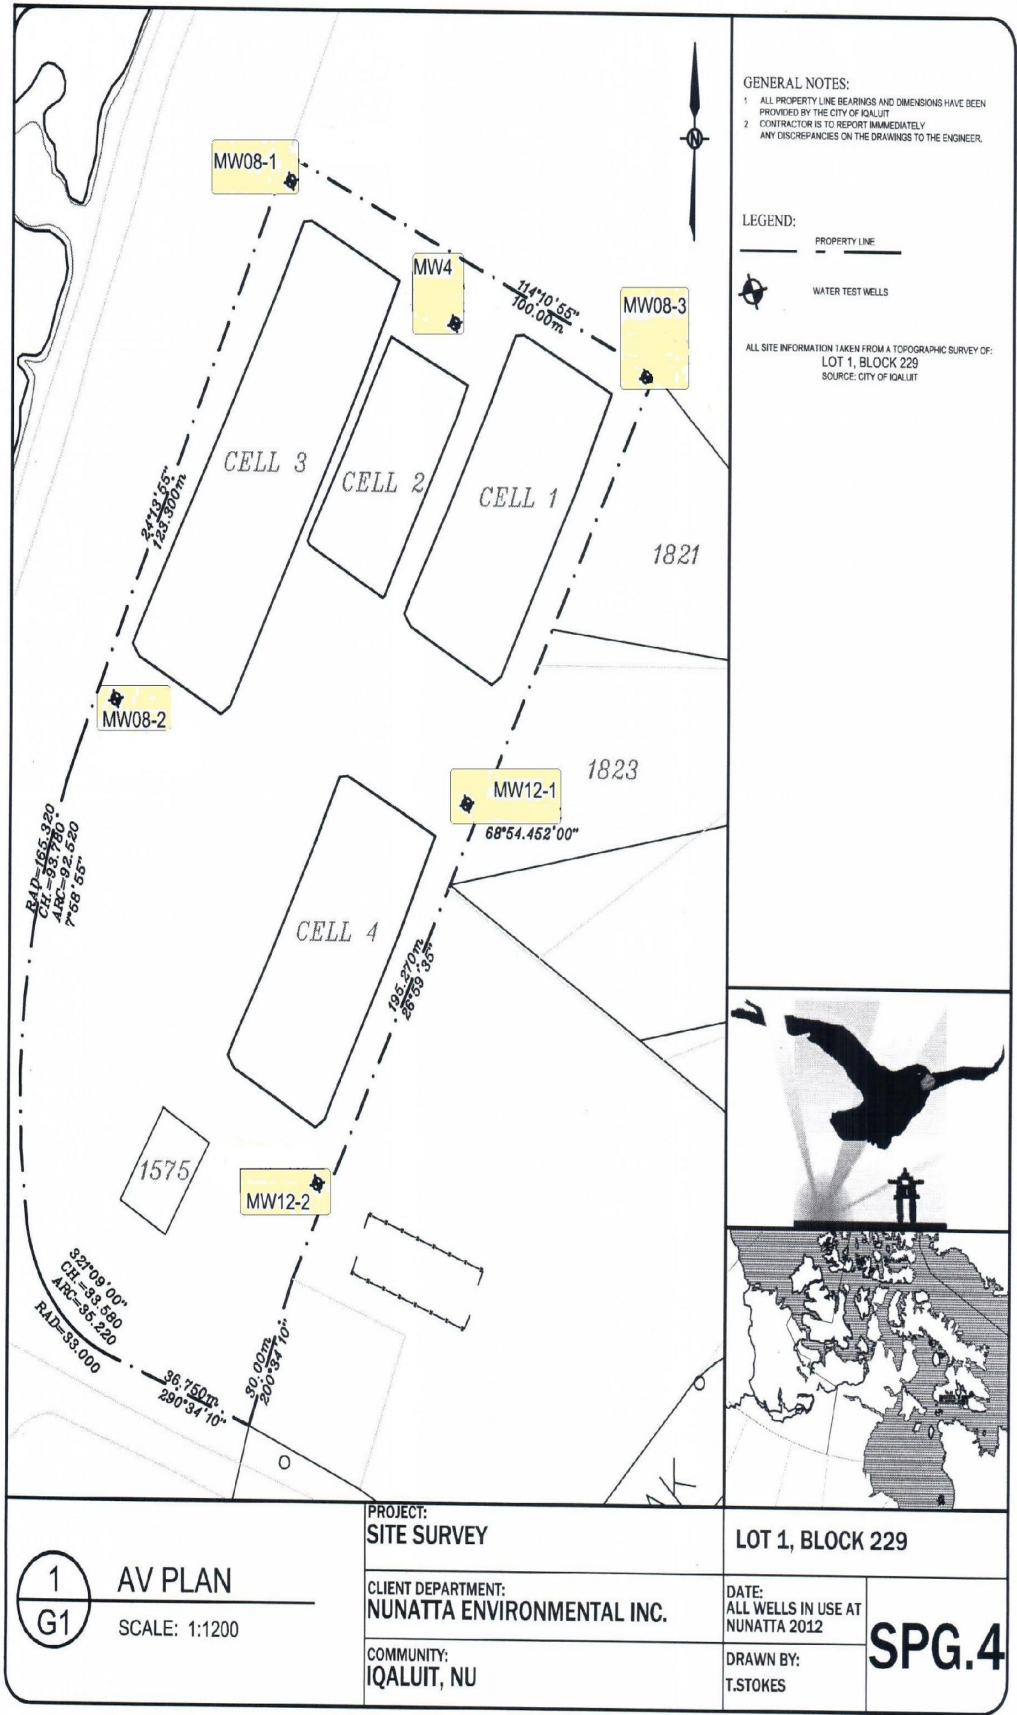 MW08-1
MW4
MW08-3
114°10'55"
100.00m
CELL 3
CELL 2
CELL 1
24°13'55"
123.300m
1821
MW08-2
1823
MW12-1
68°54.452'00"
RAD=165.320
CH.=93.780
ARC=92.520
7°58'55"
CELL 4
195.270m
26°59'35"
1575
MW12-2
321°09'00"
CH.=33.580
ARC=35.220
RAD=33.000
36.750m
290°34'10"
200°34'10"
N
GENERAL NOTES:
1 ALL PROPERTY LINE BEARINGS AND DIMENSIONS HAVE BEEN
PROVIDED BY THE CITY OF IQALUIT
2 CONTRACTOR IS TO REPORT IMMMEDIATELY
ANY DISCREPANCIES ON THE DRAWINGS TO THE ENGINEER.
LEGEND:
PROPERTY LINE
WATER TEST WELLS
ALL SITE INFORMATION TAKEN FROM A TOPOGRAPHIC SURVEY OF:
LOT 1, BLOCK 229
SOURCE: CITY OF IQALUIT
1
G1
AV PLAN
SCALE: 1:1200
PROJECT:
SITE SURVEY
CLIENT DEPARTMENT:
NUNATTA ENVIRONMENTAL INC.
COMMUNITY:
IQALUIT, NU
LOT 1, BLOCK 229
DATE:
ALL WELLS IN USE AT
NUNATTA 2012
DRAWN BY:
T.STOKES
SPG.4